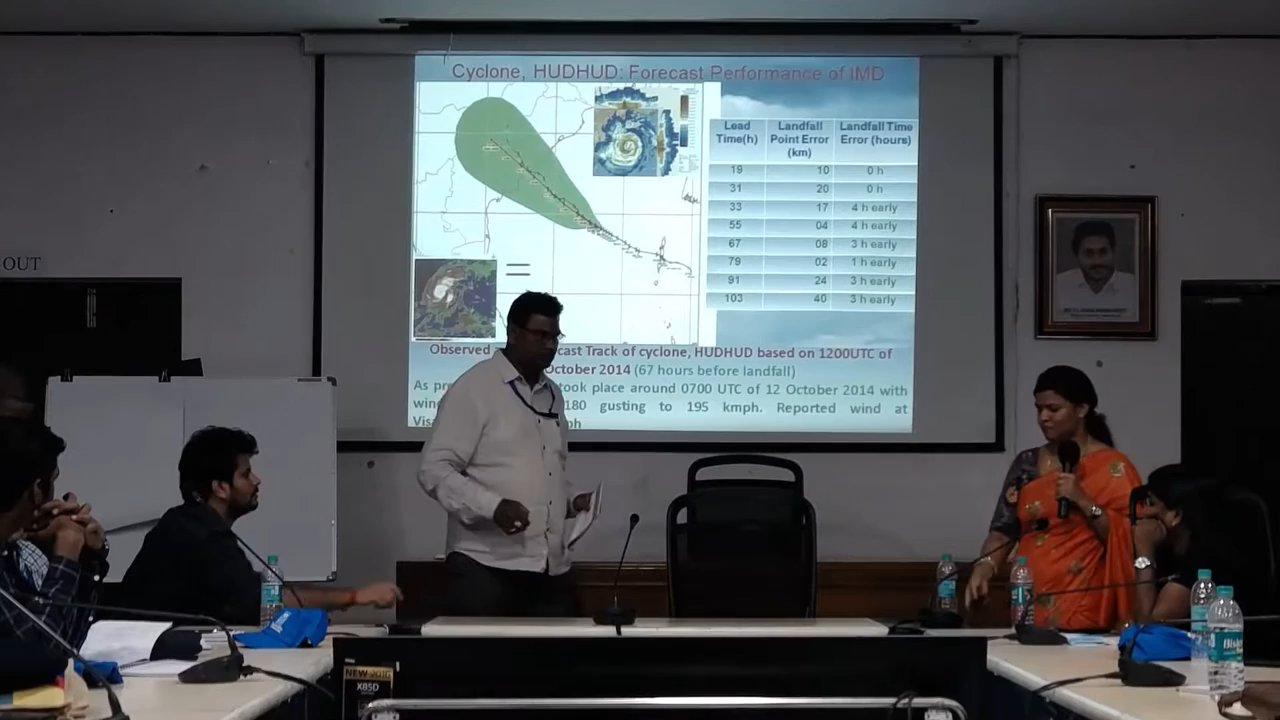 Cyclone, HUDHUD: Forecast Performance of IMD
Lead Time(h) Landfall Point Error (km) Landfall Time Error (hours)
19 10 0 h
31 20 0 h
33 17 4 h early
55 04 4 h early
67 08 3 h early
79 02 1 h early
91 24 3 h early
103 40 3 h early
Observed cast Track of cyclone, HUDHUD based on 1200UTC of
October 2014 (67 hours before landfall)
As took place around 0700 UTC of 12 October 2014 with
180 gusting to 195 kmph. Reported wind at
OUT
NEW 2016
X85D